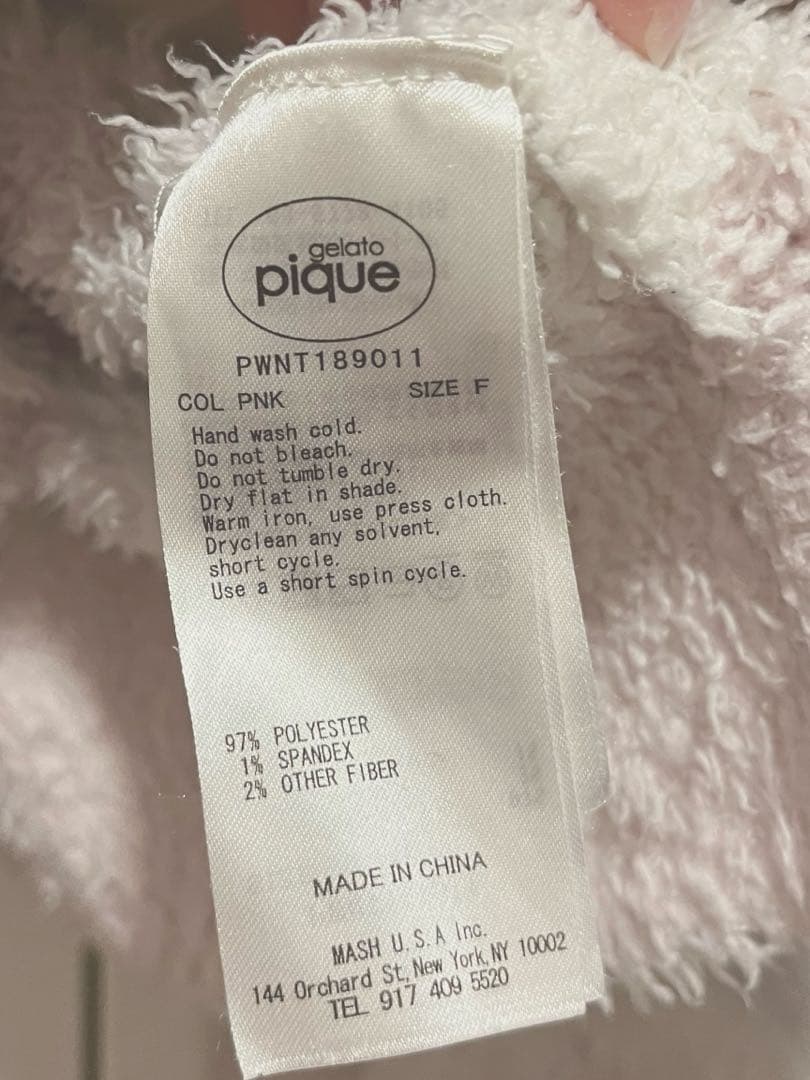 gelato
pique
PWNT189011
COL PNK SIZE F
Hand wash cold.
Do not bleach.
Do not tumble dry.
Dry flat in shade.
Warm iron, use press cloth.
Dryclean any solvent,
short cycle.
Use a short spin cycle.
97% POLYESTER
1% SPANDEX
2% OTHER FIBER
MADE IN CHINA
MASH U.S.A Inc.
144 Orchard St, New York, NY 10002
TEL 917 409 5520